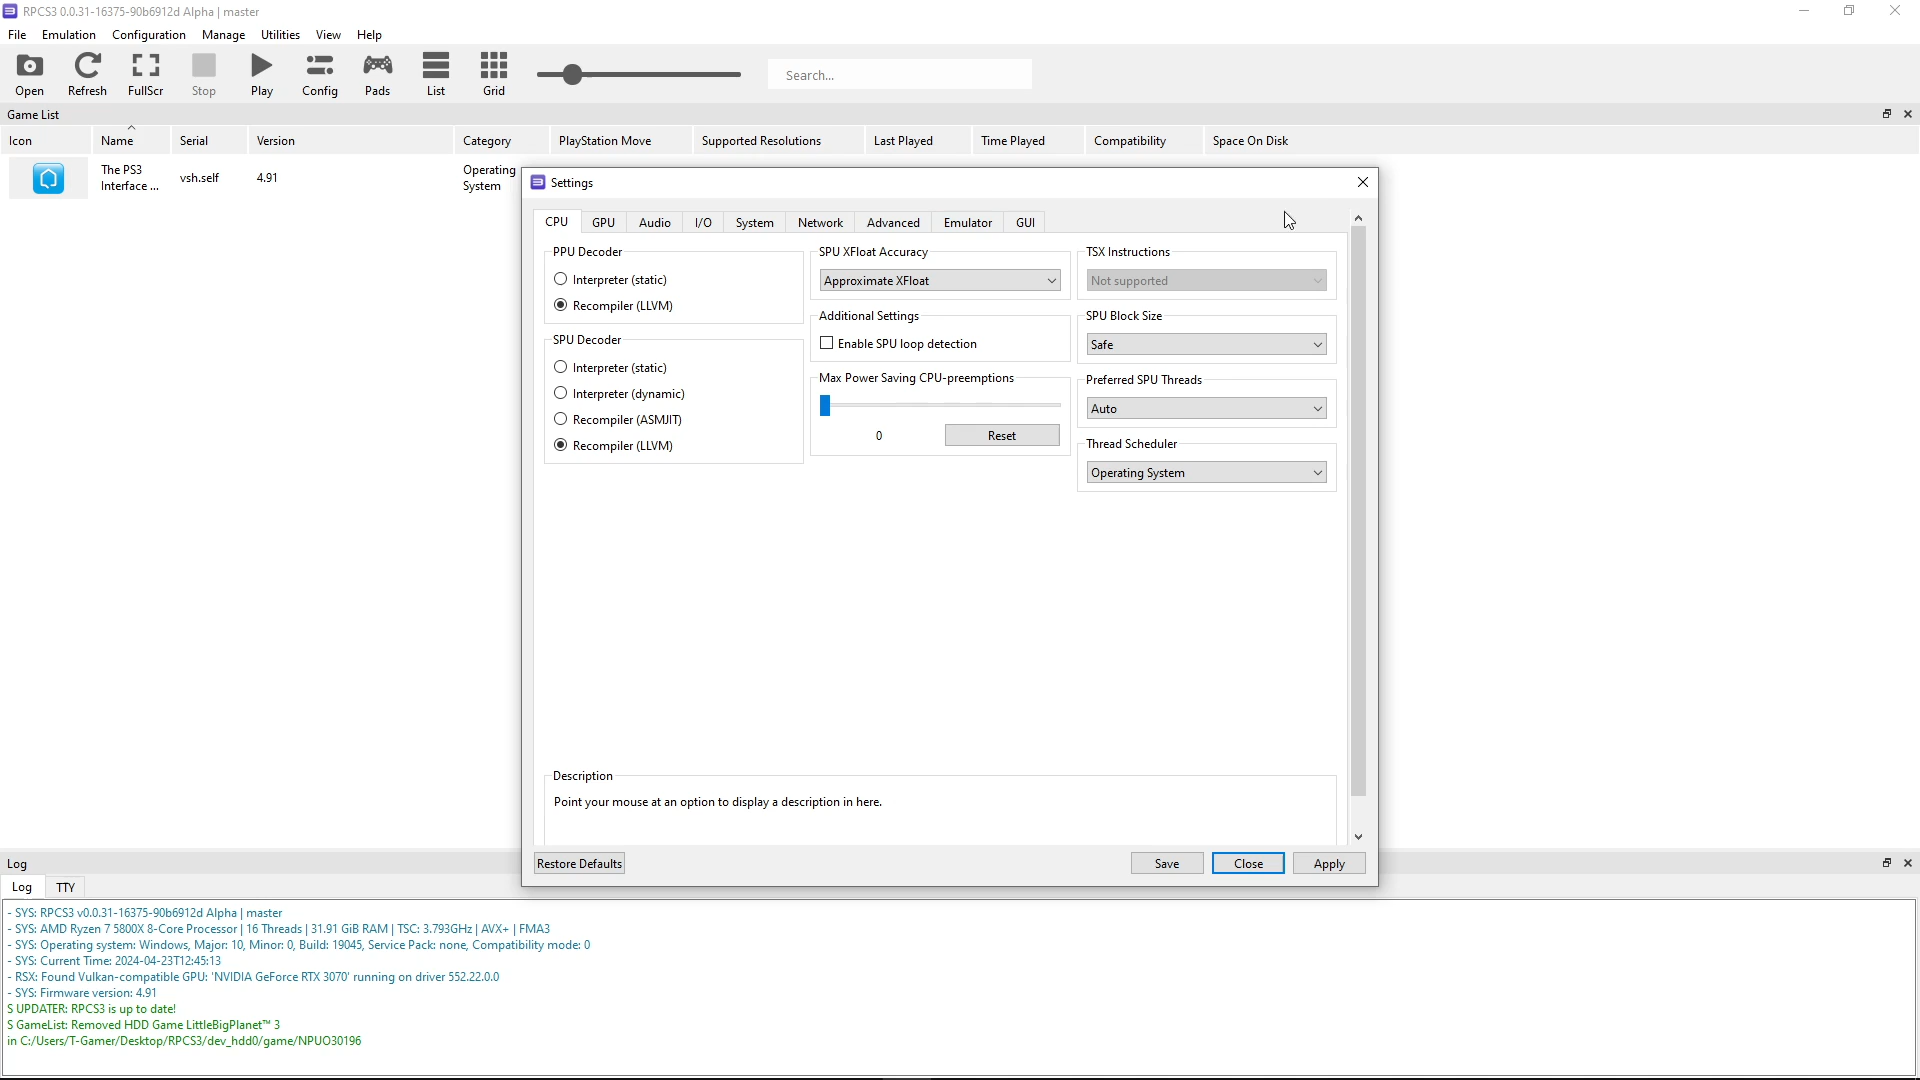 RPCS3 0.0.31-16375-90b6912d Alpha | master
File Emulation Configuration Manage Utilities View Help
Open Refresh FullScr Stop Play Config Pads List Grid Search...
Game List
Icon Name Serial Version Category PlayStation Move Supported Resolutions Last Played Time Played Compatibility Space On Disk
The PS3
Interface ...
vsh.self 4.91
Operating
System
Settings
CPU GPU Audio I/O System Network Advanced Emulator GUI
PPU Decoder
Interpreter (static)
Recompiler (LLVM)
SPU Decoder
Interpreter (static)
Interpreter (dynamic)
Recompiler (ASMJIT)
Recompiler (LLVM)
SPU XFloat Accuracy
Approximate XFloat
Additional Settings
Enable SPU loop detection
Max Power Saving CPU-preemptions
0 Reset
TSX Instructions
Not supported
SPU Block Size
Safe
Preferred SPU Threads
Auto
Thread Scheduler
Operating System
Description
Point your mouse at an option to display a description in here.
Restore Defaults Save Close Apply
Log
Log TTY
- SYS: RPCS3 v0.0.31-16375-90b6912d Alpha | master
- SYS: AMD Ryzen 7 5800X 8-Core Processor | 16 Threads | 31.91 GiB RAM | TSC: 3.793GHz | AVX+ | FMA3
- SYS: Operating system: Windows, Major: 10, Minor: 0, Build: 19045, Service Pack: none, Compatibility mode: 0
- SYS: Current Time: 2024-04-23T12:45:13
- RSX: Found Vulkan-compatible GPU: 'NVIDIA GeForce RTX 3070' running on driver 552.22.0.0
- SYS: Firmware version: 4.91
S UPDATER: RPCS3 is up to date!
S GameList: Removed HDD Game LittleBigPlanet™ 3
in C:/Users/T-Gamer/Desktop/RPCS3/dev_hdd0/game/NPUO30196